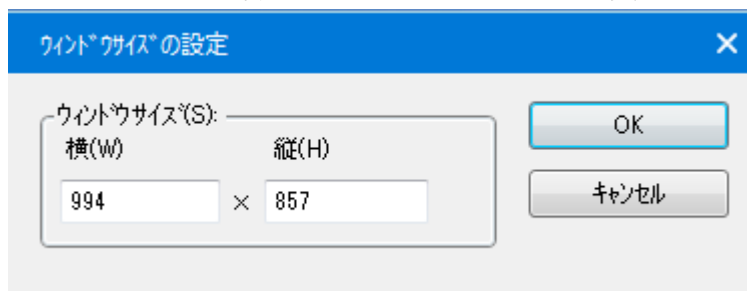 ｳｨﾝﾄﾞｳｻｲｽﾞの設定
ウィンドウサイズ(S):
横(W)
縦(H)
994 × 857
OK
キャンセル